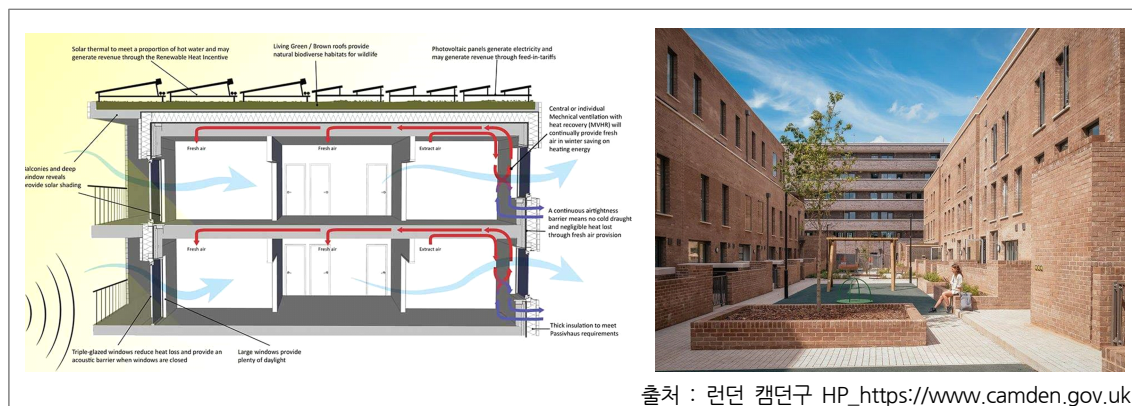 Solar thermal to meet a proportion of hot water and may
generate revenue through the Renewable Heat Incentive
Living Green / Brown roofs provide
natural biodiverse habitats for wildlife
Photovoltaic panels generate electricity and
may generate revenue through feed-in-tariffs
Central or individual
Mechnical ventilation with
heat recovery (MVHR) will
continually provide fresh
air in winter saving on
heating energy
Fresh air
Fresh air
Extract air
Balconies and deep
window reveals
provide solar shading
A continuous airtightness
barrier means no cold draught
and negligible heat lost
through fresh air provision
Fresh air
Fresh air
Extract air
Thick insulation to meet
Passivhaus requirements
Triple-glazed windows reduce heat loss and provide an
acoustic barrier when windows are closed
Large windows provide
plenty of daylight
출처 : 런던 캠던구 HP_https://www.camden.gov.uk